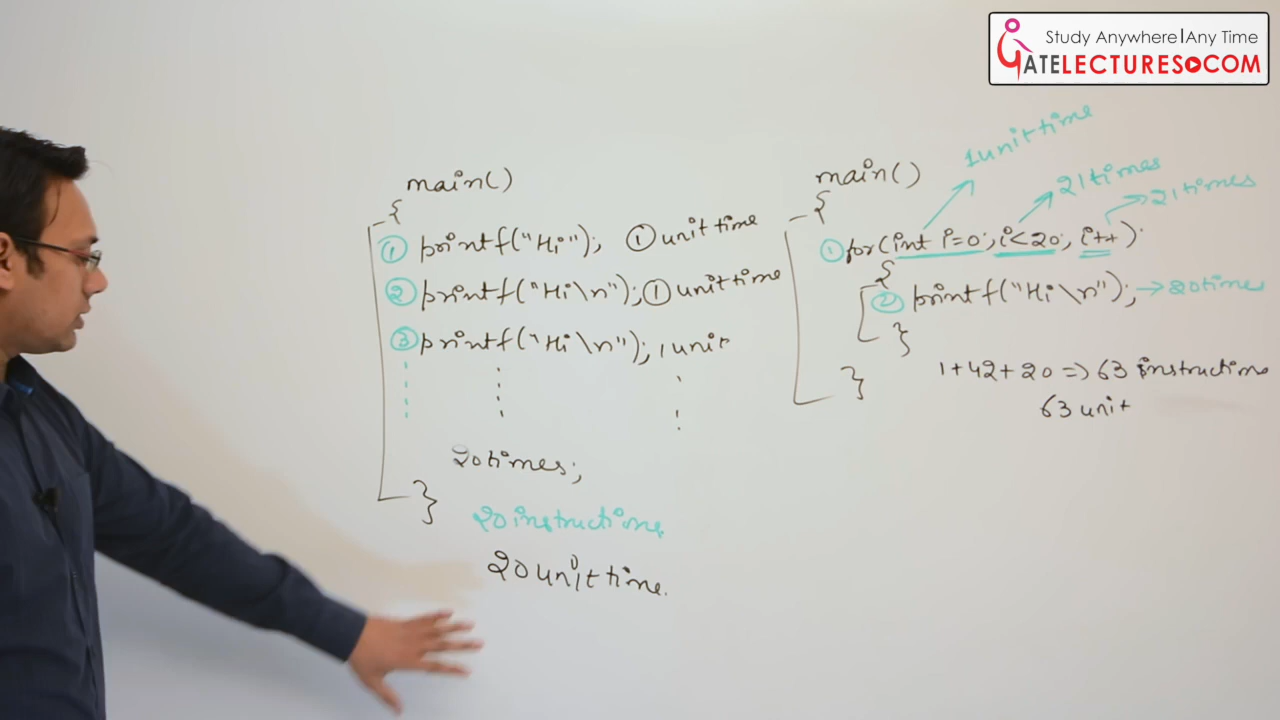 Study Anywhere|Any Time
GATELECTURES.COM
main()
{
① printf("Hi"); ① unit time
② printf("Hi\n"); ① unit time
③ printf("Hi\n"); 1 unit
20 times;
}
20 instructions.
20 unit time.
1 unit time
21 times
21 times
main()
{
① for(int i=0; i<20; i++)
{
② printf("Hi\n"); → 20 times
}
}
1+42+20 => 63 instructions
63 unit